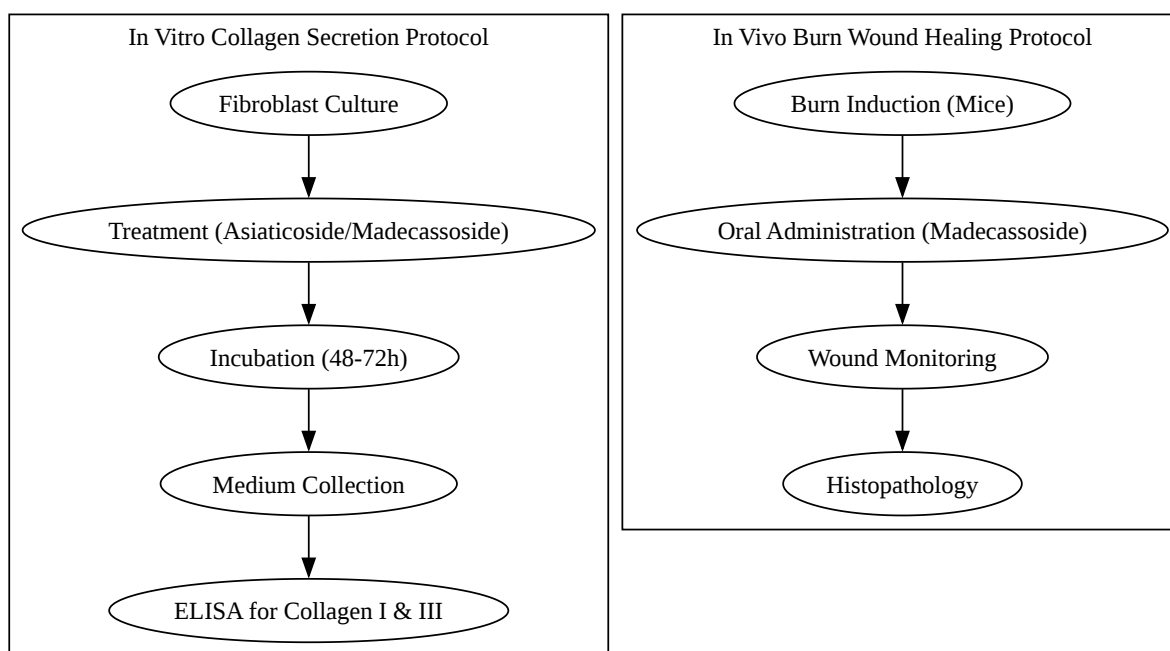 In Vitro Collagen Secretion Protocol
Fibroblast Culture
Treatment (Asiaticoside/Madecassoside)
Incubation (48-72h)
Medium Collection
ELISA for Collagen I & III
In Vivo Burn Wound Healing Protocol
Burn Induction (Mice)
Oral Administration (Madecassoside)
Wound Monitoring
Histopathology